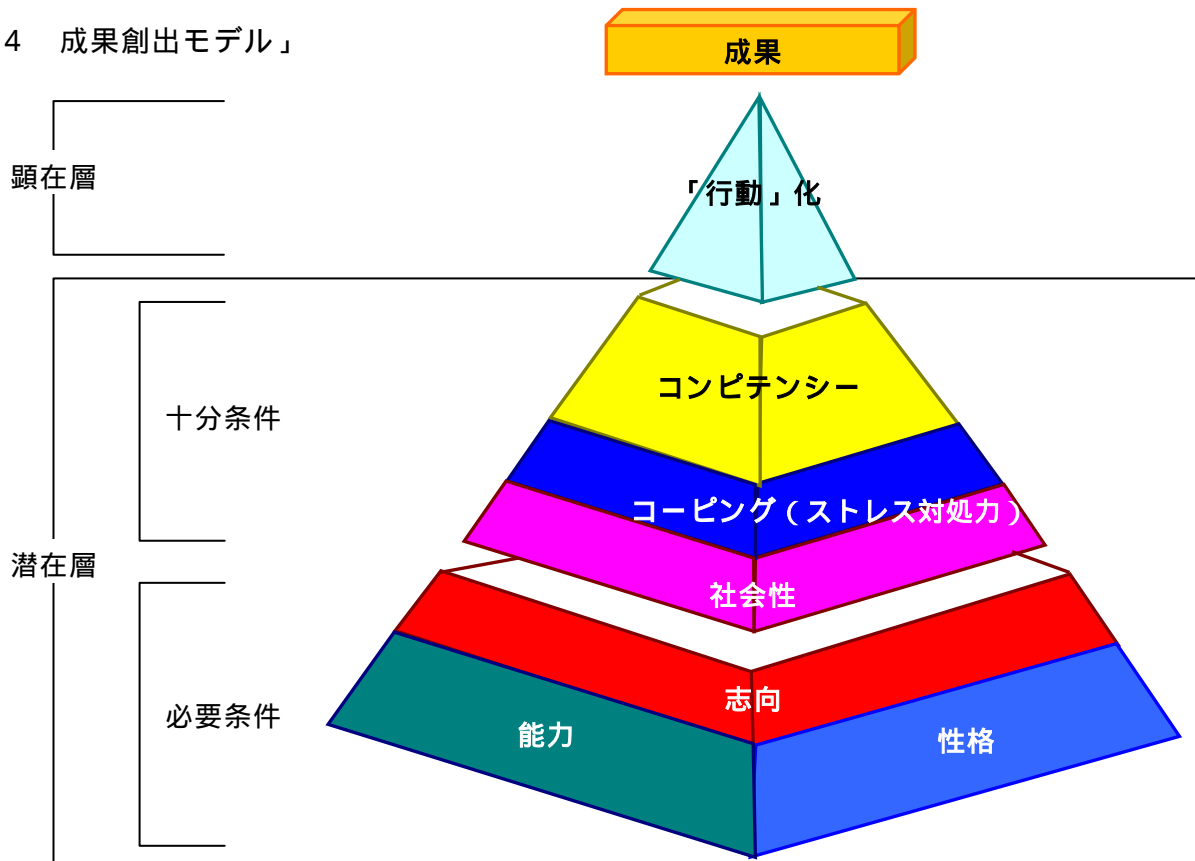 4 成果創出モデル」
成果
顕在層
「行動」化
コンピテンシー
十分条件
コーピング(ストレス対処力)
潜在層
社会性
志向
必要条件
能力
性格